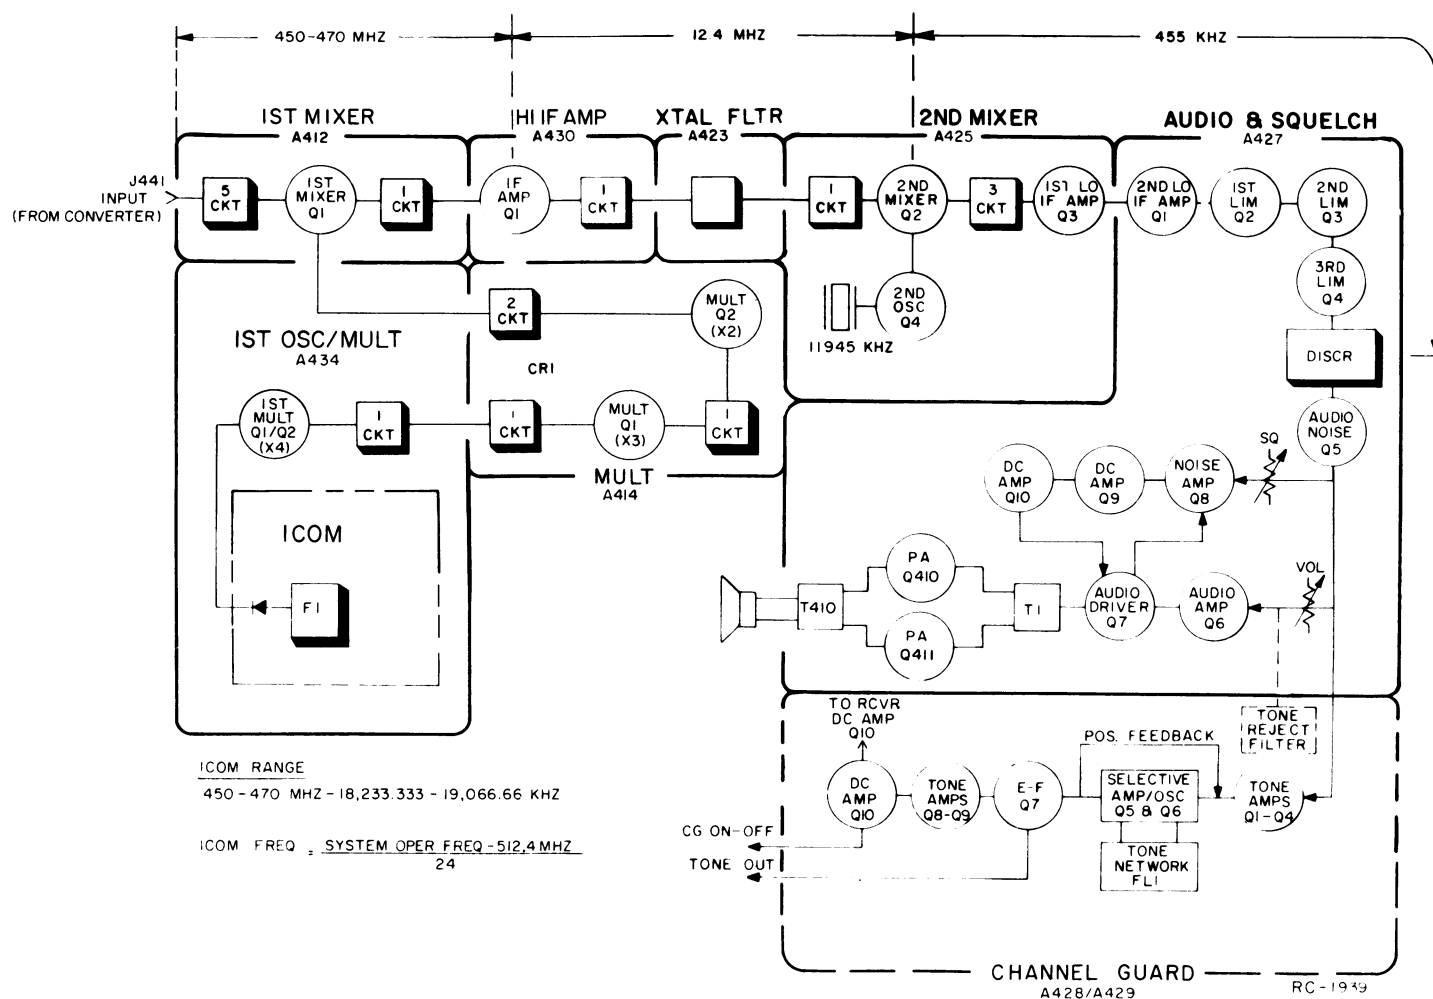 450-470 MHZ
12.4 MHZ
455 KHZ
1ST MIXER
A412
HI IF AMP
A430
XTAL FLTR
A423
2ND MIXER
A425
AUDIO & SQUELCH
A427
J441
INPUT
(FROM CONVERTER)
5
CKT
1ST
MIXER
Q1
1
CKT
IF
AMP
Q1
1
CKT
1
CKT
2ND
MIXER
Q2
3
CKT
1ST LO
IF AMP
Q3
2ND LO
IF AMP
Q1
1ST
LIM
Q2
2ND
LIM
Q3
3RD
LIM
Q4
DISCR
AUDIO
NOISE
Q5
2ND
OSC
Q4
11945 KHZ
2
CKT
MULT
Q2
(X2)
1ST OSC/MULT
A434
CR1
1ST
MULT
Q1/Q2
(X4)
1
CKT
1
CKT
MULT
Q1
(X3)
1
CKT
MULT
A414
ICOM
F1
DC
AMP
Q10
DC
AMP
Q9
NOISE
AMP
Q8
SQ
PA
Q410
T410
PA
Q411
T1
AUDIO
DRIVER
Q7
AUDIO
AMP
Q6
VOL
TO RCVR
DC AMP
Q10
TONE
REJECT
FILTER
POS. FEEDBACK
DC
AMP
Q10
TONE
AMPS
Q8-Q9
E-F
Q7
SELECTIVE
AMP/OSC
Q5 & Q6
TONE
AMPS
Q1-Q4
TONE
NETWORK
FL1
CG ON-OFF
TONE OUT
ICOM RANGE
450-470 MHZ-18,233.333-19,066.66 KHZ
ICOM FREQ = SYSTEM OPER FREQ-512,4 MHZ
24
CHANNEL GUARD
A428/A429
RC-1939